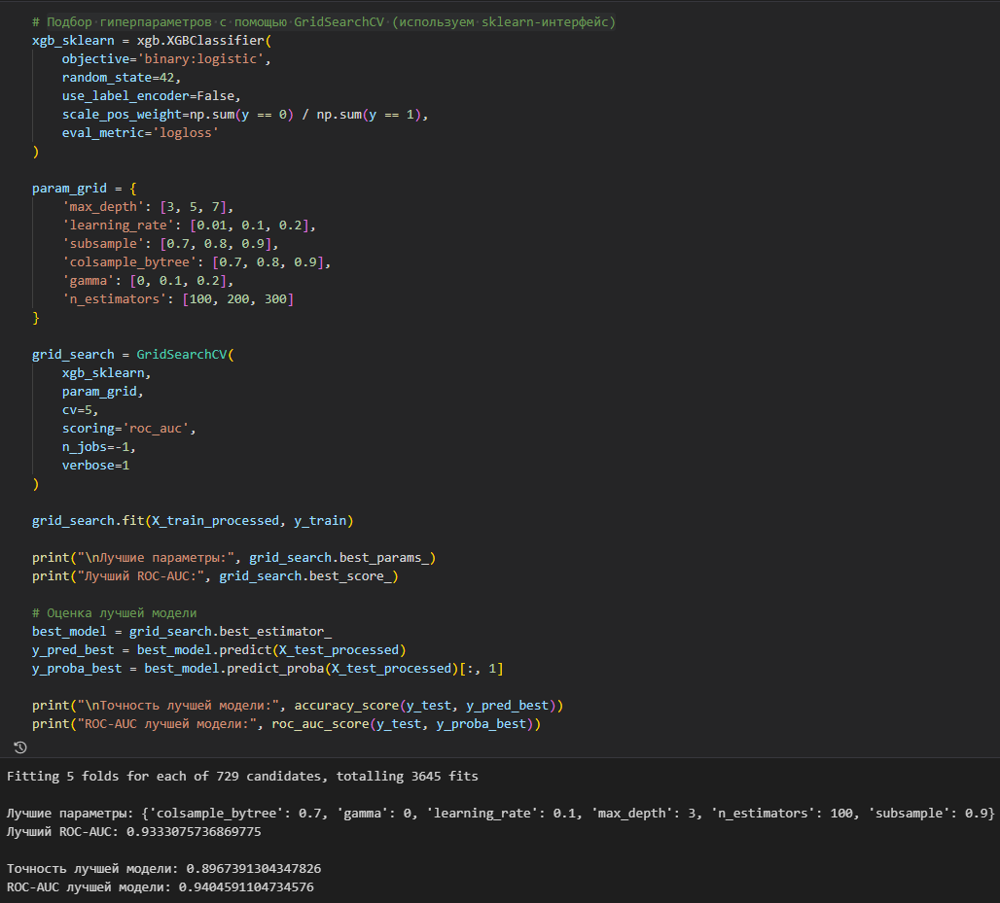 # Подбор гиперпараметров с помощью GridSearchCV (используем sklearn-интерфейс)
xgb_sklearn = xgb.XGBClassifier(
    objective='binary:logistic',
    random_state=42,
    use_label_encoder=False,
    scale_pos_weight=np.sum(y == 0) / np.sum(y == 1),
    eval_metric='logloss'
)

param_grid = {
    'max_depth': [3, 5, 7],
    'learning_rate': [0.01, 0.1, 0.2],
    'subsample': [0.7, 0.8, 0.9],
    'colsample_bytree': [0.7, 0.8, 0.9],
    'gamma': [0, 0.1, 0.2],
    'n_estimators': [100, 200, 300]
}

grid_search = GridSearchCV(
    xgb_sklearn,
    param_grid,
    cv=5,
    scoring='roc_auc',
    n_jobs=-1,
    verbose=1
)

grid_search.fit(X_train_processed, y_train)

print("\nЛучшие параметры:", grid_search.best_params_)
print("Лучший ROC-AUC:", grid_search.best_score_)

# Оценка лучшей модели
best_model = grid_search.best_estimator_
y_pred_best = best_model.predict(X_test_processed)
y_proba_best = best_model.predict_proba(X_test_processed)[:, 1]

print("\nТочность лучшей модели:", accuracy_score(y_test, y_pred_best))
print("ROC-AUC лучшей модели:", roc_auc_score(y_test, y_proba_best))

Fitting 5 folds for each of 729 candidates, totalling 3645 fits

Лучшие параметры: {'colsample_bytree': 0.7, 'gamma': 0, 'learning_rate': 0.1, 'max_depth': 3, 'n_estimators': 100, 'subsample': 0.9}
Лучший ROC-AUC: 0.9333075736869775

Точность лучшей модели: 0.8967391304347826
ROC-AUC лучшей модели: 0.9404591104734576